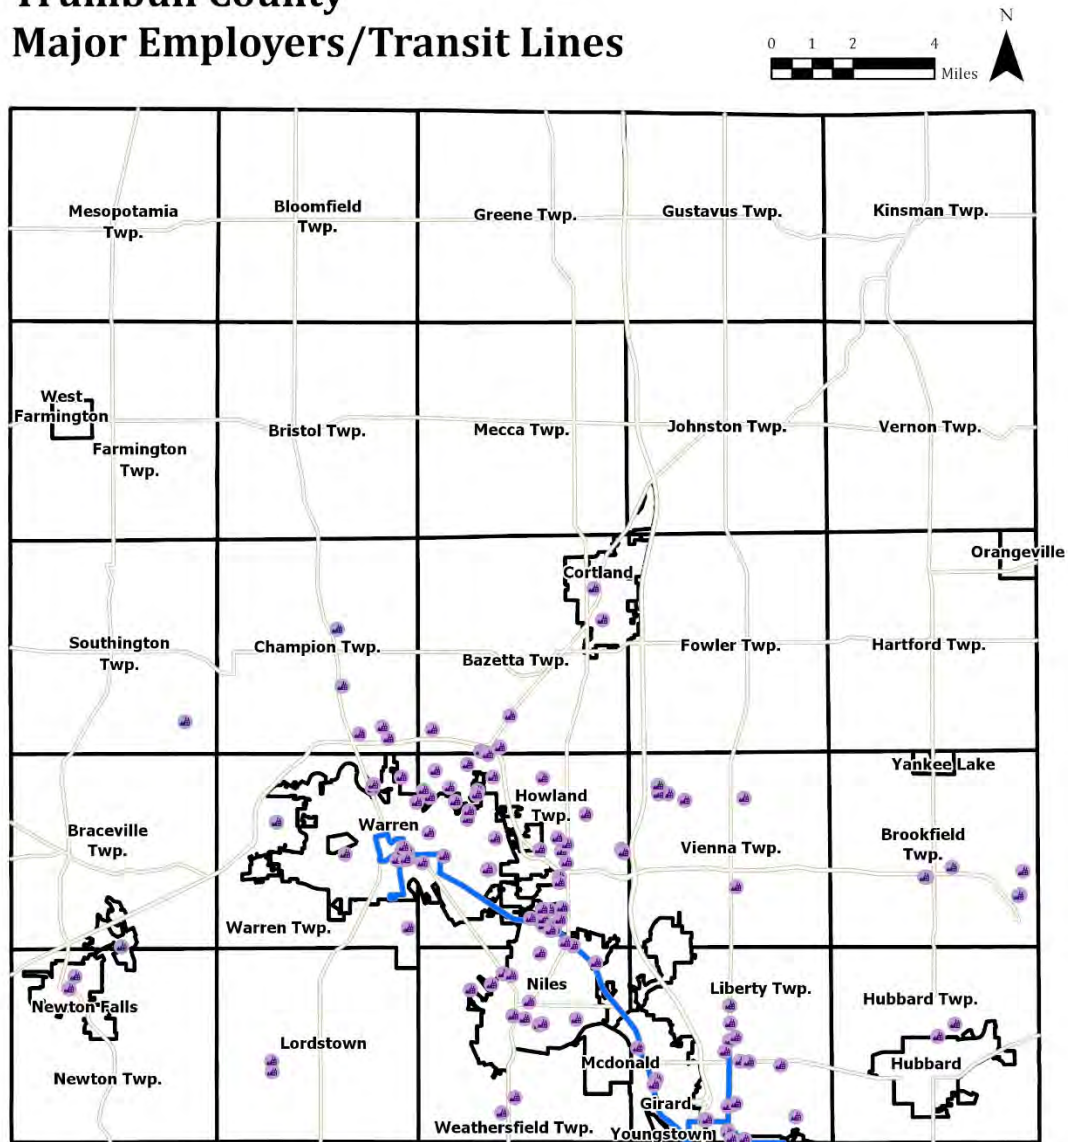 Trumbull County
Major Employers/Transit Lines
N
0 1 2 4
Miles
Mesopotamia
Twp.
Bloomfield
Twp.
Greene Twp.
Gustavus Twp.
Kinsman Twp.
West
Farmington
Farmington
Twp.
Bristol Twp.
Mecca Twp.
Johnston Twp.
Vernon Twp.
Orangeville
Cortland
Southington
Twp.
Champion Twp.
Bazetta Twp.
Fowler Twp.
Hartford Twp.
Yankee Lake
Braceville
Twp.
Warren
Howland
Twp.
Vienna Twp.
Brookfield
Twp.
Warren Twp.
Newton Falls
Niles
Liberty Twp.
Hubbard Twp.
Lordstown
Mcdonald
Hubbard
Newton Twp.
Girard
Weathersfield Twp.
Youngstown